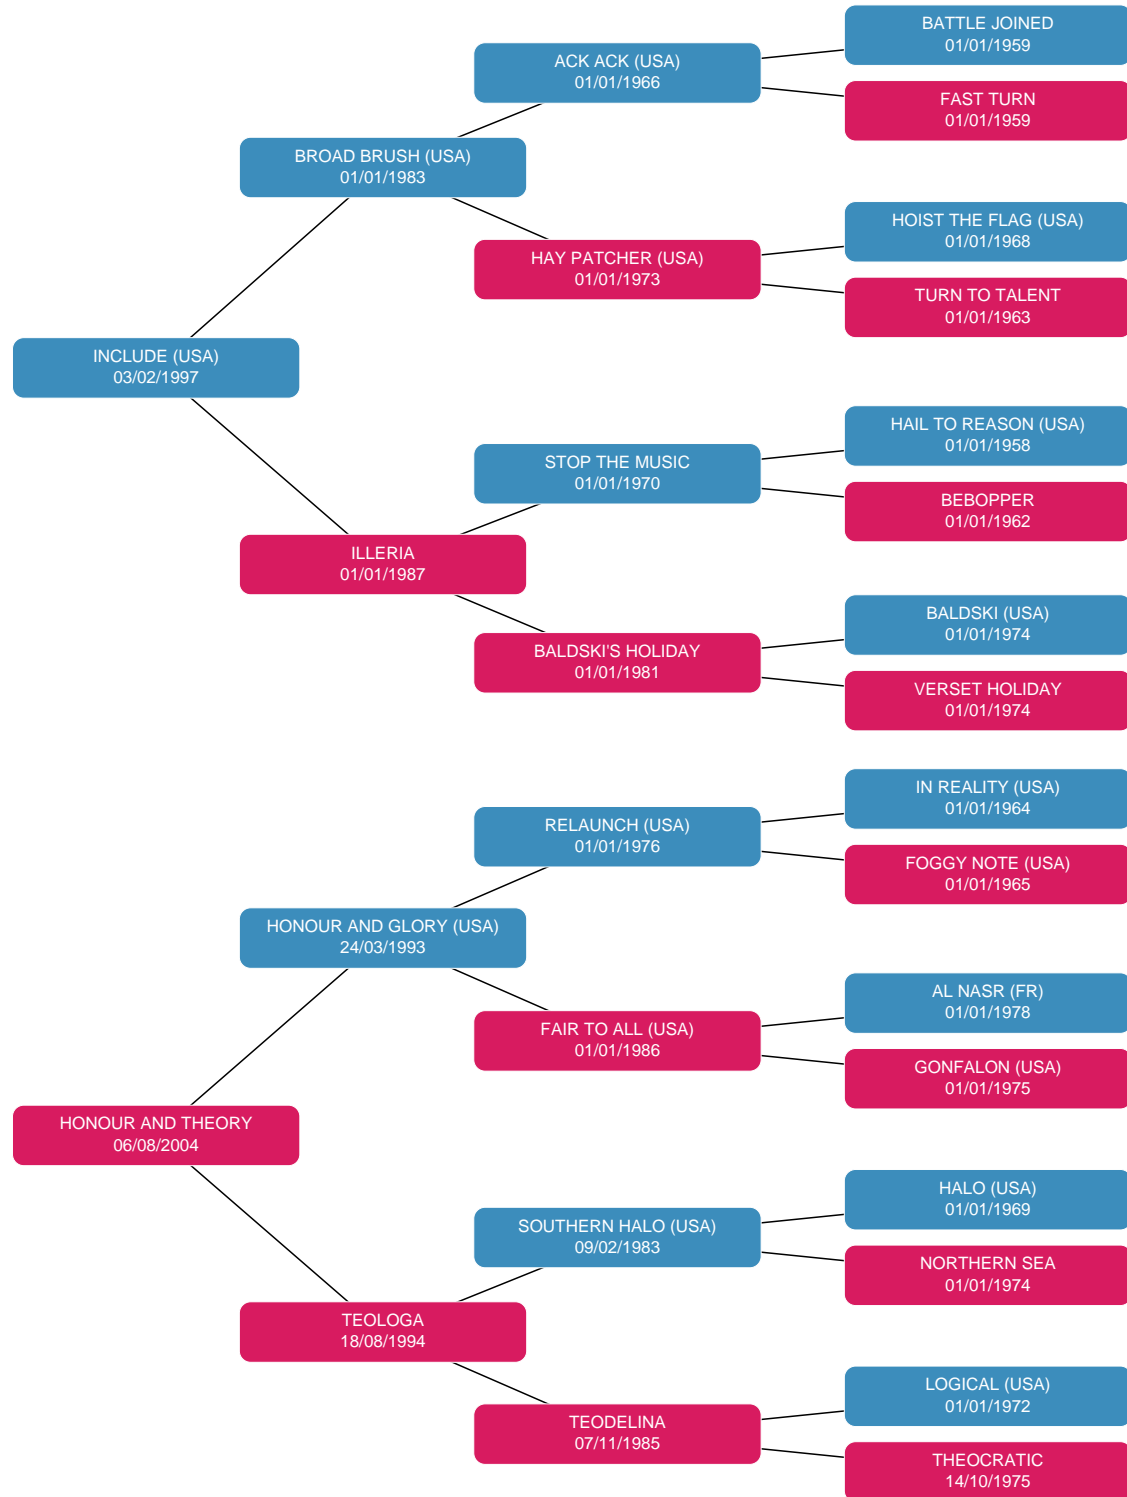 BATTLE JOINED
01/01/1959
ACK ACK (USA)
01/01/1966
FAST TURN
01/01/1959
BROAD BRUSH (USA)
01/01/1983
HOIST THE FLAG (USA)
01/01/1968
HAY PATCHER (USA)
01/01/1973
TURN TO TALENT
01/01/1963
INCLUDE (USA)
03/02/1997
HAIL TO REASON (USA)
01/01/1958
STOP THE MUSIC
01/01/1970
BEBOPPER
01/01/1962
ILLERIA
01/01/1987
BALDSKI (USA)
01/01/1974
BALDSKI'S HOLIDAY
01/01/1981
VERSET HOLIDAY
01/01/1974
IN REALITY (USA)
01/01/1964
RELAUNCH (USA)
01/01/1976
FOGGY NOTE (USA)
01/01/1965
HONOUR AND GLORY (USA)
24/03/1993
AL NASR (FR)
01/01/1978
FAIR TO ALL (USA)
01/01/1986
GONFALON (USA)
01/01/1975
HONOUR AND THEORY
06/08/2004
HALO (USA)
01/01/1969
SOUTHERN HALO (USA)
09/02/1983
NORTHERN SEA
01/01/1974
TEOLOGA
18/08/1994
LOGICAL (USA)
01/01/1972
TEODELINA
07/11/1985
THEOCRATIC
14/10/1975